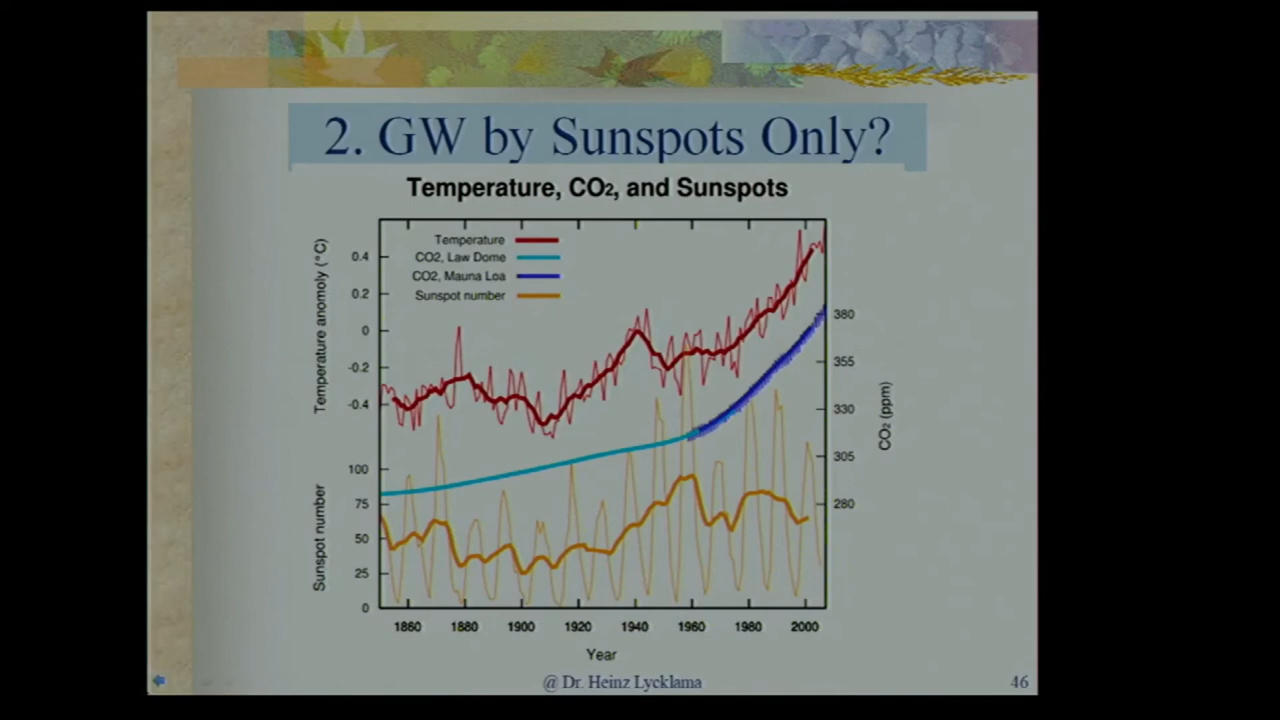 2. GW by Sunspots Only?
Temperature, CO2, and Sunspots
Temperature
CO2, Law Dome
CO2, Mauna Loa
Sunspot number
Temperature anomoly (°C)
0.4
0.2
0
-0.2
-0.4
Sunspot number
100
75
50
25
0
380
355
330
305
280
CO2 (ppm)
1860 1880 1900 1920 1940 1960 1980 2000
Year
@ Dr. Heinz Lycklama
46